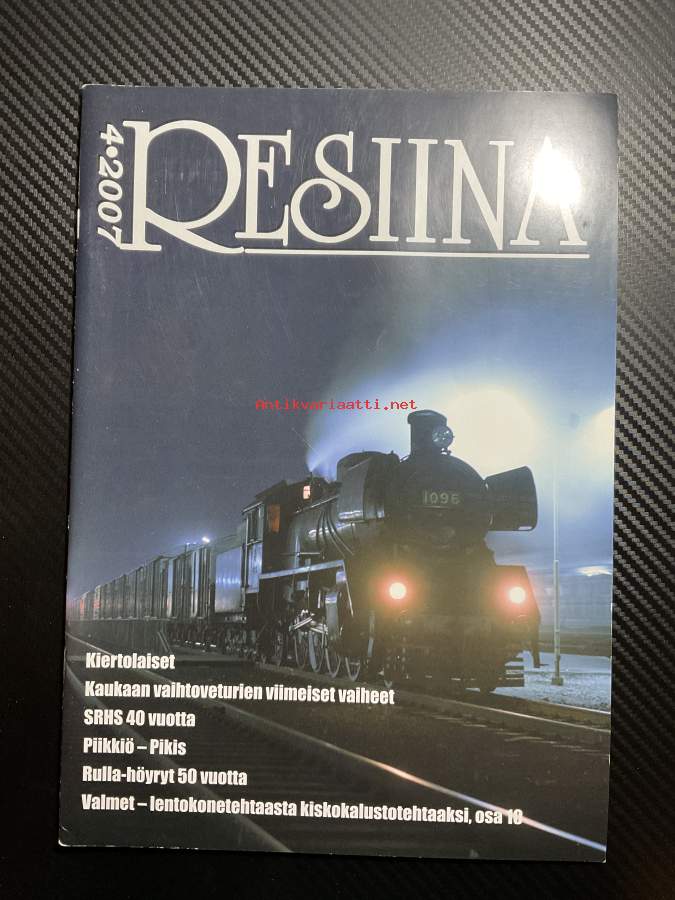 4•2007
RESIINA
Antikvariaatti.net
1096
Kiertolaiset
Kaukaan vaihtoveturien viimeiset vaiheet
SRHS 40 vuotta
Piikkiö – Pikis
Rulla-höyryt 50 vuotta
Valmet – lentokonetehtaasta kiskokalustotehtaaksi, osa 10